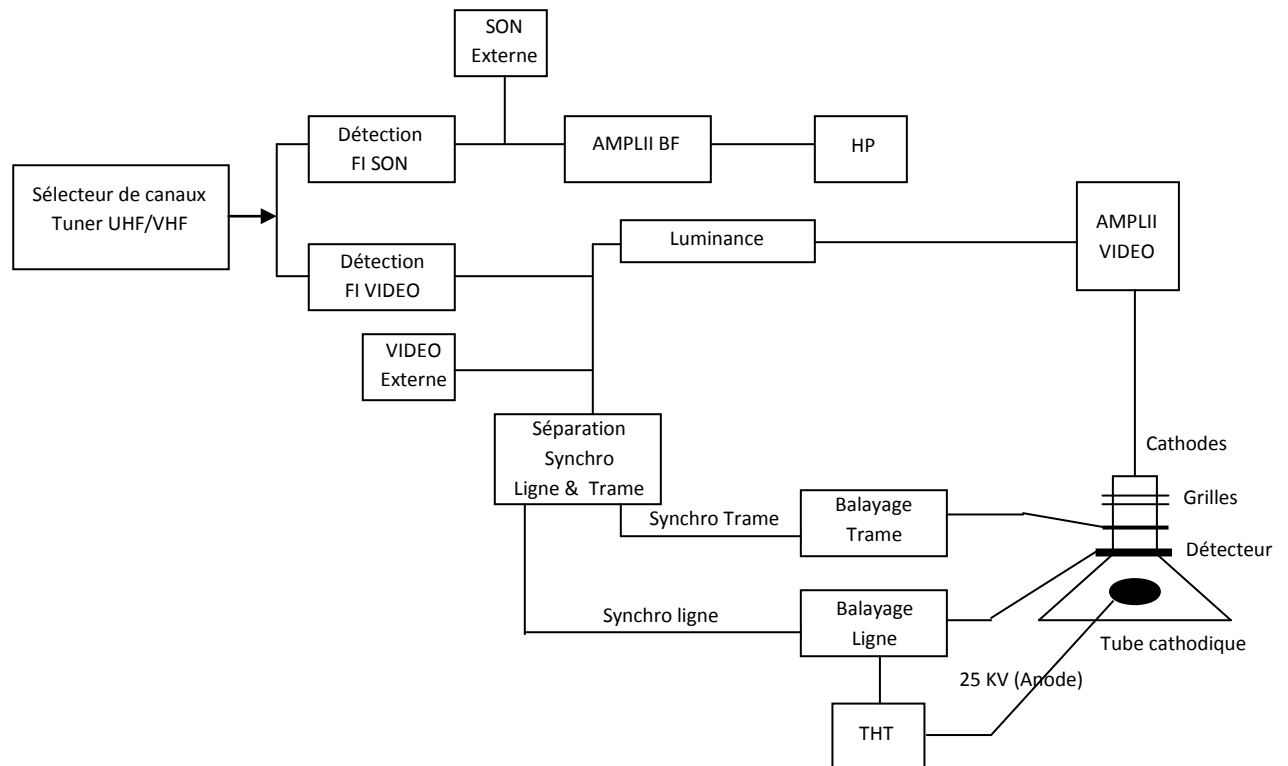 SON
Externe
Détection
FI SON
AMPLII BF
HP
Sélecteur de canaux
Tuner UHF/VHF
Luminance
AMPLII
VIDEO
Détection
FI VIDEO
VIDEO
Externe
Séparation
Synchro
Ligne & Trame
Cathodes
Grilles
Synchro Trame
Balayage
Trame
Détecteur
Synchro ligne
Balayage
Ligne
Tube cathodique
25 KV (Anode)
THT